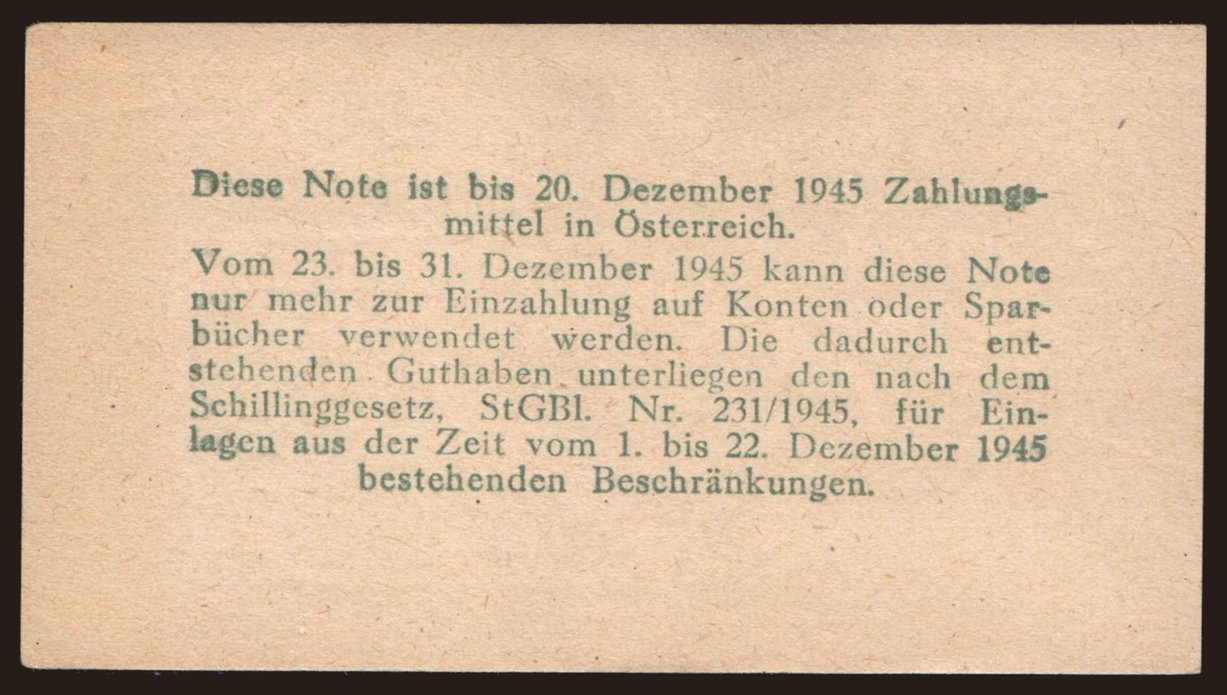 Diese Note ist bis 20. Dezember 1945 Zahlungs-
mittel in Österreich.
Vom 23. bis 31. Dezember 1945 kann diese Note
nur mehr zur Einzahlung auf Konten oder Spar-
bücher verwendet werden. Die dadurch ent-
stehenden Guthaben unterliegen den nach dem
Schillinggesetz, StGBl. Nr. 231/1945, für Ein-
lagen aus der Zeit vom 1. bis 22. Dezember 1945
bestehenden Beschränkungen.